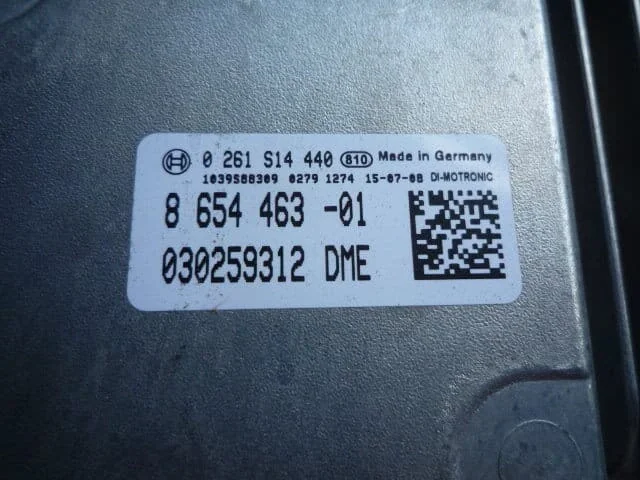 0 261 S14 440 810 Made in Germany
1039S88309 0279 1274 15-07-08 DI-MOTRONIC
8 654 463 -01
030259312 DME